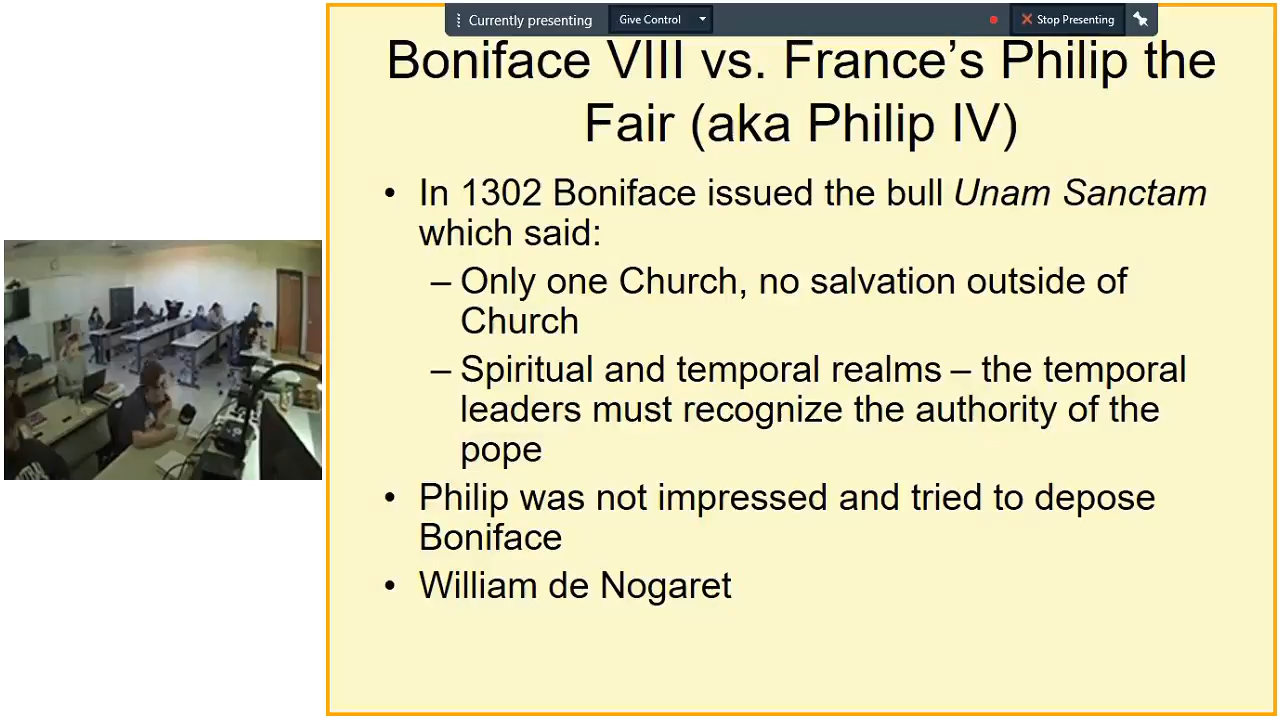 Currently presenting
Give Control
Stop Presenting
Boniface VIII vs. France’s Philip the
Fair (aka Philip IV)
• In 1302 Boniface issued the bull Unam Sanctam
which said:
– Only one Church, no salvation outside of
Church
– Spiritual and temporal realms – the temporal
leaders must recognize the authority of the
pope
• Philip was not impressed and tried to depose
Boniface
• William de Nogaret